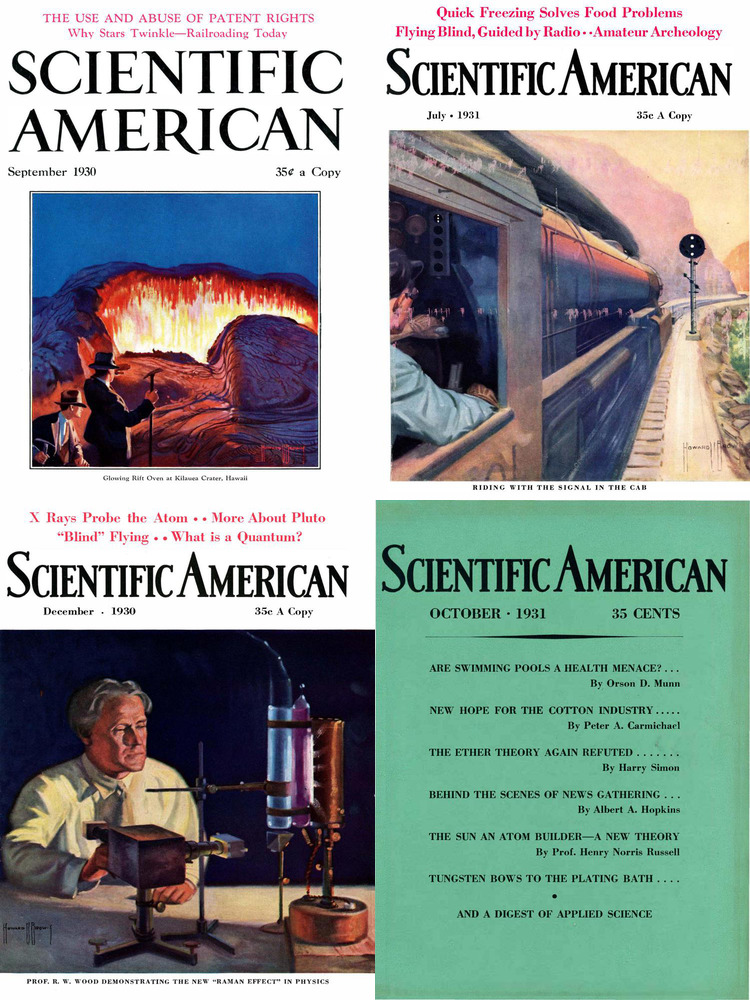 THE USE AND ABUSE OF PATENT RIGHTS
Why Stars Twinkle—Railroading Today
SCIENTIFIC
AMERICAN
September 1930 35¢ a Copy
Glowing Rift Oven at Kilauea Crater, Hawaii
Quick Freezing Solves Food Problems
Flying Blind, Guided by Radio••Amateur Archeology
SCIENTIFIC AMERICAN
July • 1931 35c A Copy
HOWARD V. BROWN
RIDING WITH THE SIGNAL IN THE CAB
X Rays Probe the Atom •• More About Pluto
“Blind” Flying •• What is a Quantum?
SCIENTIFIC AMERICAN
December • 1930 35c A Copy
HOWARD V. BROWN
PROF. R. W. WOOD DEMONSTRATING THE NEW “RAMAN EFFECT” IN PHYSICS
SCIENTIFIC AMERICAN
OCTOBER • 1931 35 CENTS
ARE SWIMMING POOLS A HEALTH MENACE? ...
By Orson D. Munn
NEW HOPE FOR THE COTTON INDUSTRY .....
By Peter A. Carmichael
THE ETHER THEORY AGAIN REFUTED .......
By Harry Simon
BEHIND THE SCENES OF NEWS GATHERING ...
By Albert A. Hopkins
THE SUN AN ATOM BUILDER—A NEW THEORY
By Prof. Henry Norris Russell
TUNGSTEN BOWS TO THE PLATING BATH ....
•
AND A DIGEST OF APPLIED SCIENCE